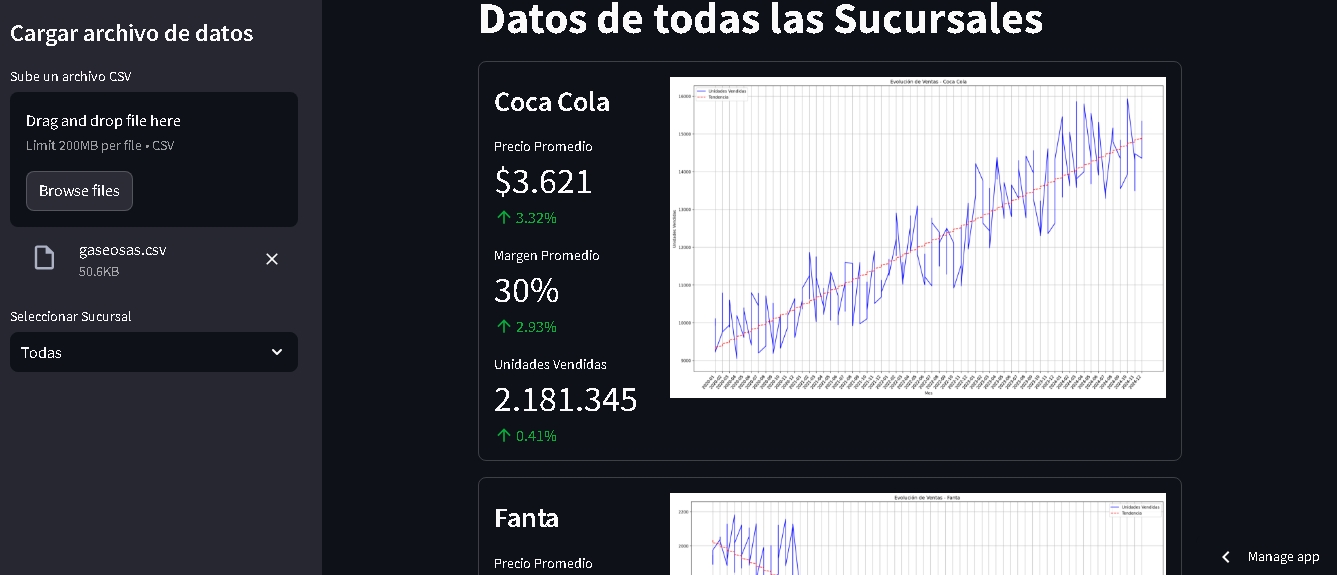 Cargar archivo de datos
Sube un archivo CSV
Drag and drop file here
Limit 200MB per file • CSV
Browse files
gaseosas.csv
50.6KB
Seleccionar Sucursal
Todas
Datos de todas las Sucursales
Coca Cola
Precio Promedio
$3.621
3.32%
Margen Promedio
30%
2.93%
Unidades Vendidas
2.181.345
0.41%
Evolución de Ventas - Coca Cola
Unidades Vendidas
Tendencia
16000
15000
14000
13000
12000
11000
10000
9000
Unidades Vendidas
Mes
Fanta
Precio Promedio
Evolución de Ventas - Fanta
Unidades Vendidas
Tendencia
2200
Manage app